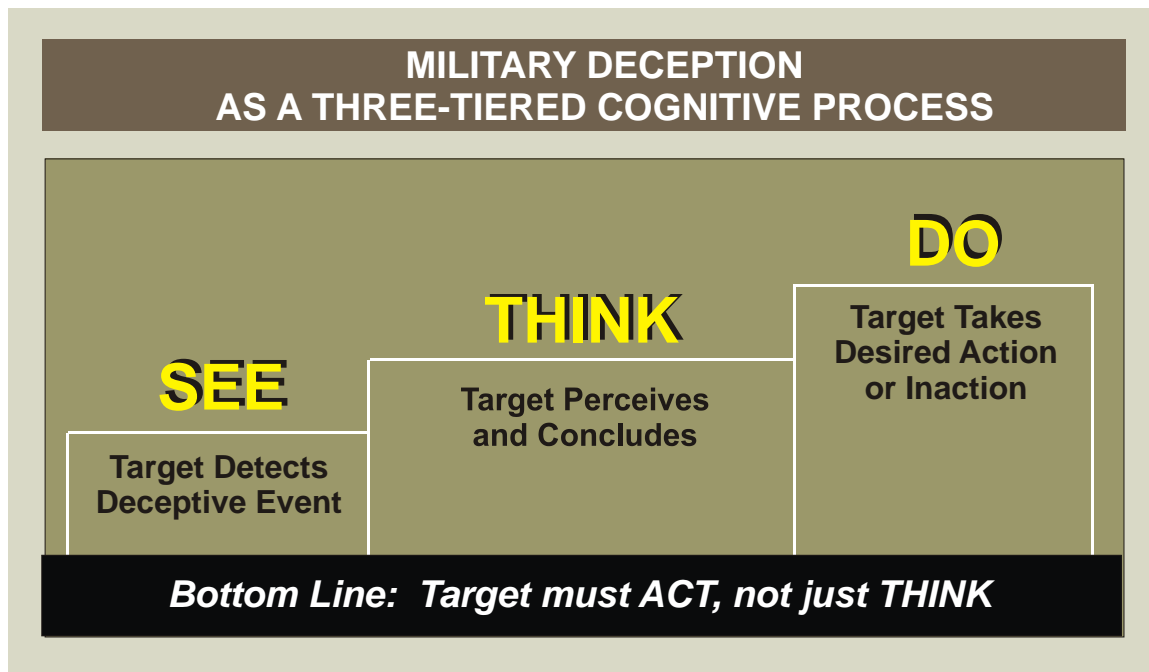 MILITARY DECEPTION
AS A THREE-TIERED COGNITIVE PROCESS
SEE
Target Detects
Deceptive Event
THINK
Target Perceives
and Concludes
DO
Target Takes
Desired Action
or Inaction
Bottom Line:  Target must ACT, not just THINK